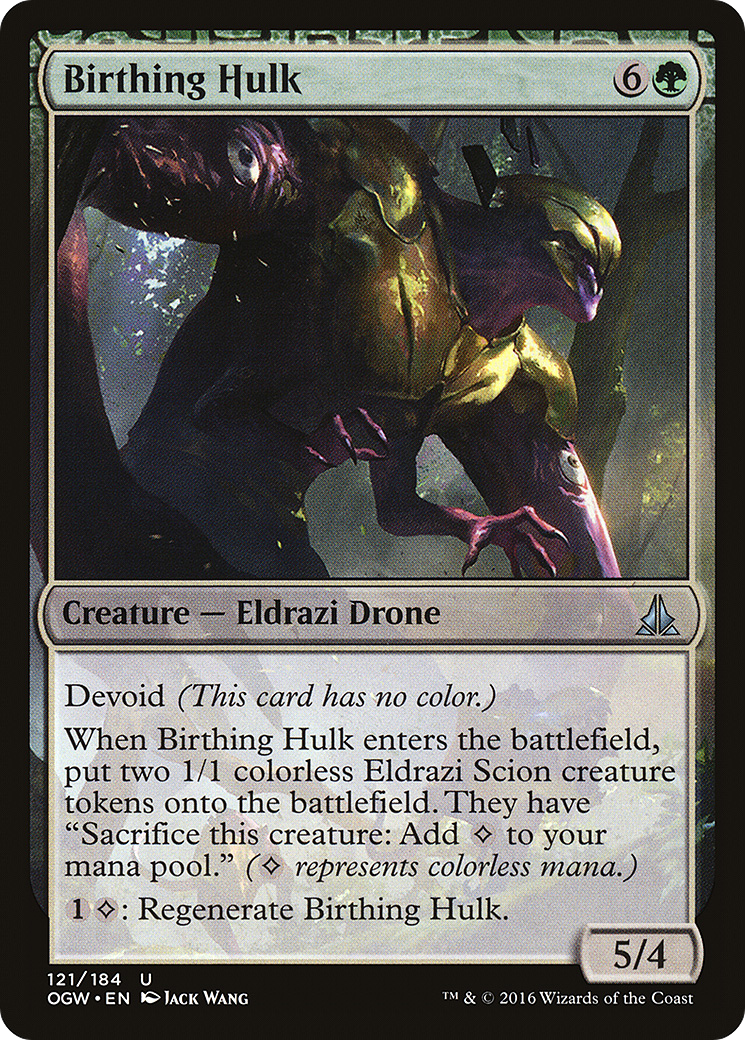 Birthing Hulk 6
Creature — Eldrazi Drone
Devoid (This card has no color.)
When Birthing Hulk enters the battlefield,
put two 1/1 colorless Eldrazi Scion creature
tokens onto the battlefield. They have
“Sacrifice this creature: Add to your
mana pool.” ( represents colorless mana.)
1 : Regenerate Birthing Hulk.
5/4
121/184 U
OGW • EN Jack Wang
™ & © 2016 Wizards of the Coast